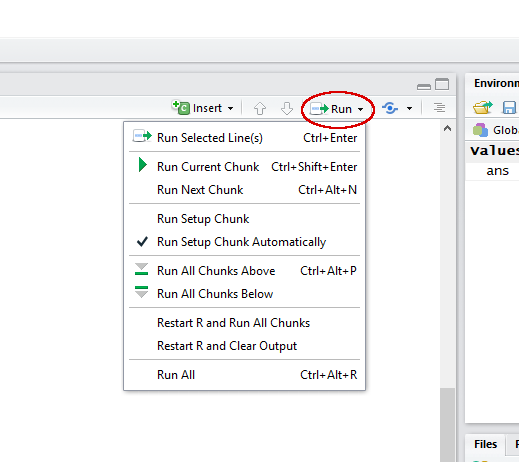 Environ
Insert
Run
Globa
Values
ans
Run Selected Line(s) Ctrl+Enter
Run Current Chunk Ctrl+Shift+Enter
Run Next Chunk Ctrl+Alt+N
Run Setup Chunk
Run Setup Chunk Automatically
Run All Chunks Above Ctrl+Alt+P
Run All Chunks Below
Restart R and Run All Chunks
Restart R and Clear Output
Run All Ctrl+Alt+R
Files